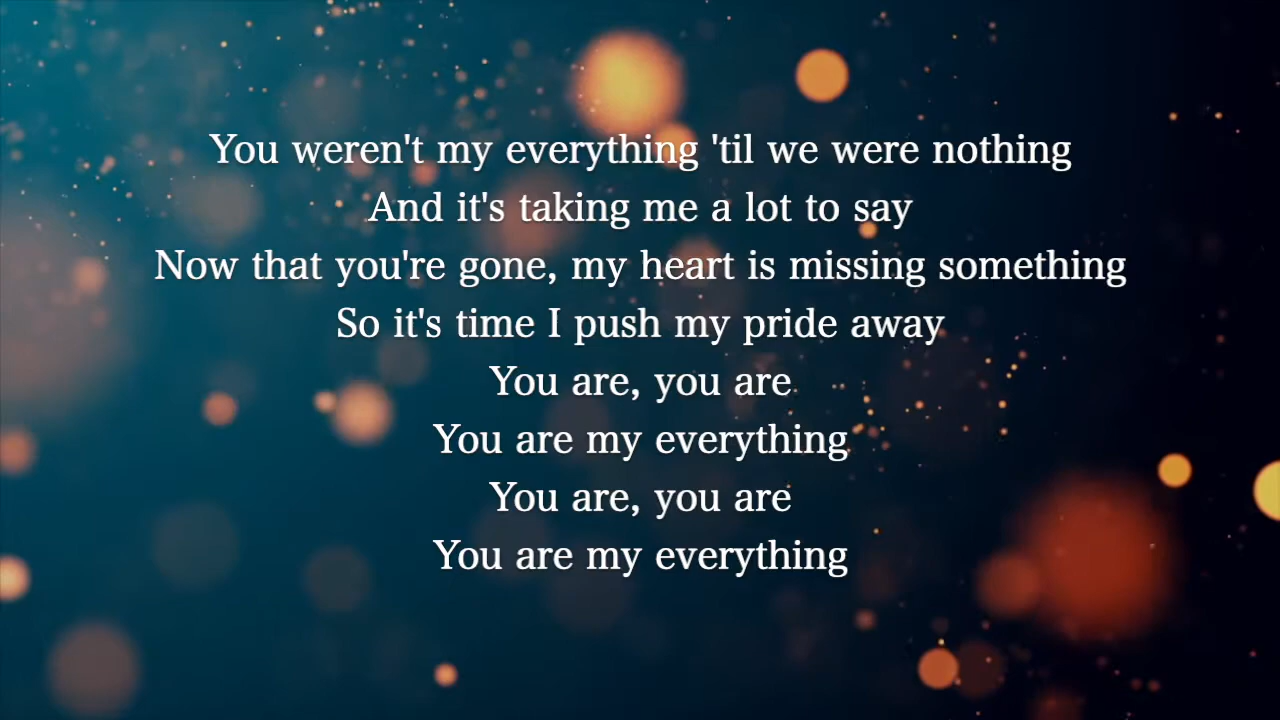 You weren't my everything 'til we were nothing
And it's taking me a lot to say
Now that you're gone, my heart is missing something
So it's time I push my pride away
You are, you are
You are my everything
You are, you are
You are my everything